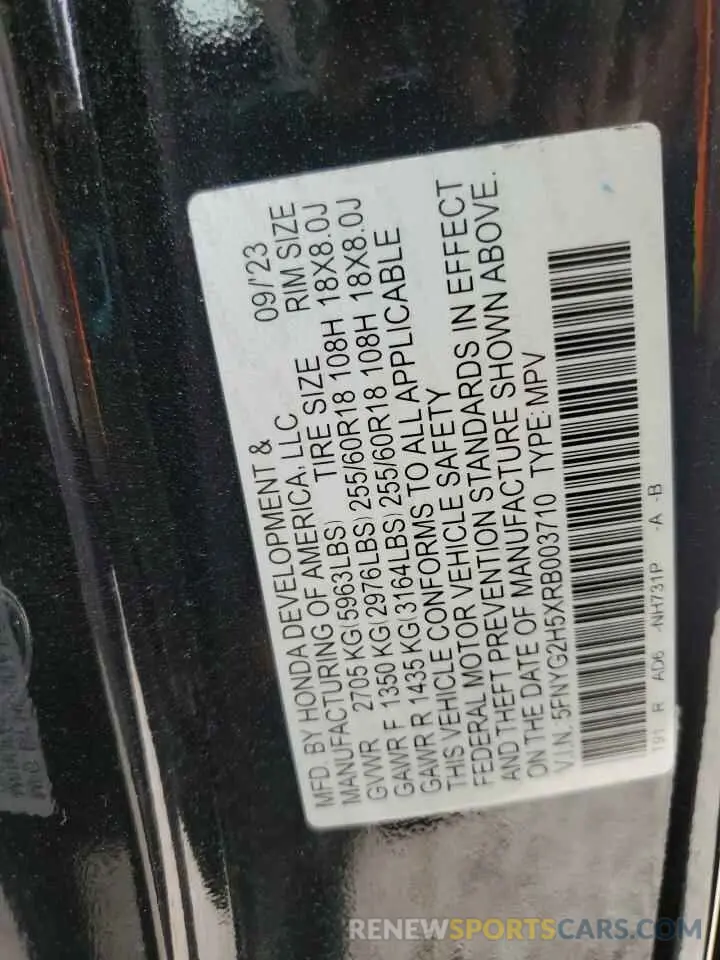 MFD. BY HONDA DEVELOPMENT & 09/'23
MANUFACTURING OF AMERICA, LLC
GVWR 2705 KG(5963LBS) TIRE SIZE RIM SIZE
GAWR F 1350 KG(2976LBS) 255/60R18 108H 18X8.0J
GAWR R 1435 KG(3164LBS) 255/60R18 108H 18X8.0J
THIS VEHICLE CONFORMS TO ALL APPLICABLE
FEDERAL MOTOR VEHICLE SAFETY
AND THEFT PREVENTION STANDARDS IN EFFECT
ON THE DATE OF MANUFACTURE SHOWN ABOVE.
V.I.N.: 5FNYG2H5XRB003710 TYPE: MPV
T91 R AD6 -NH731P -A -B
RENEWSPORTSCARS.COM